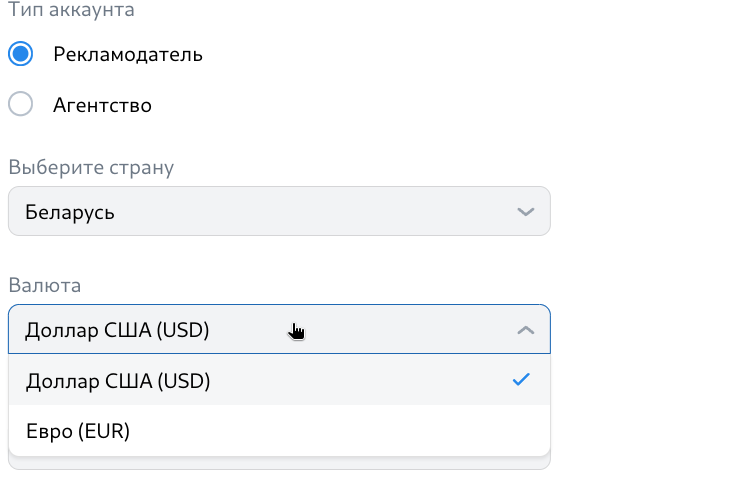 Тип аккаунта
Рекламодатель
Агентство
Выберите страну
Беларусь
Валюта
Доллар США (USD)
Доллар США (USD)
Евро (EUR)